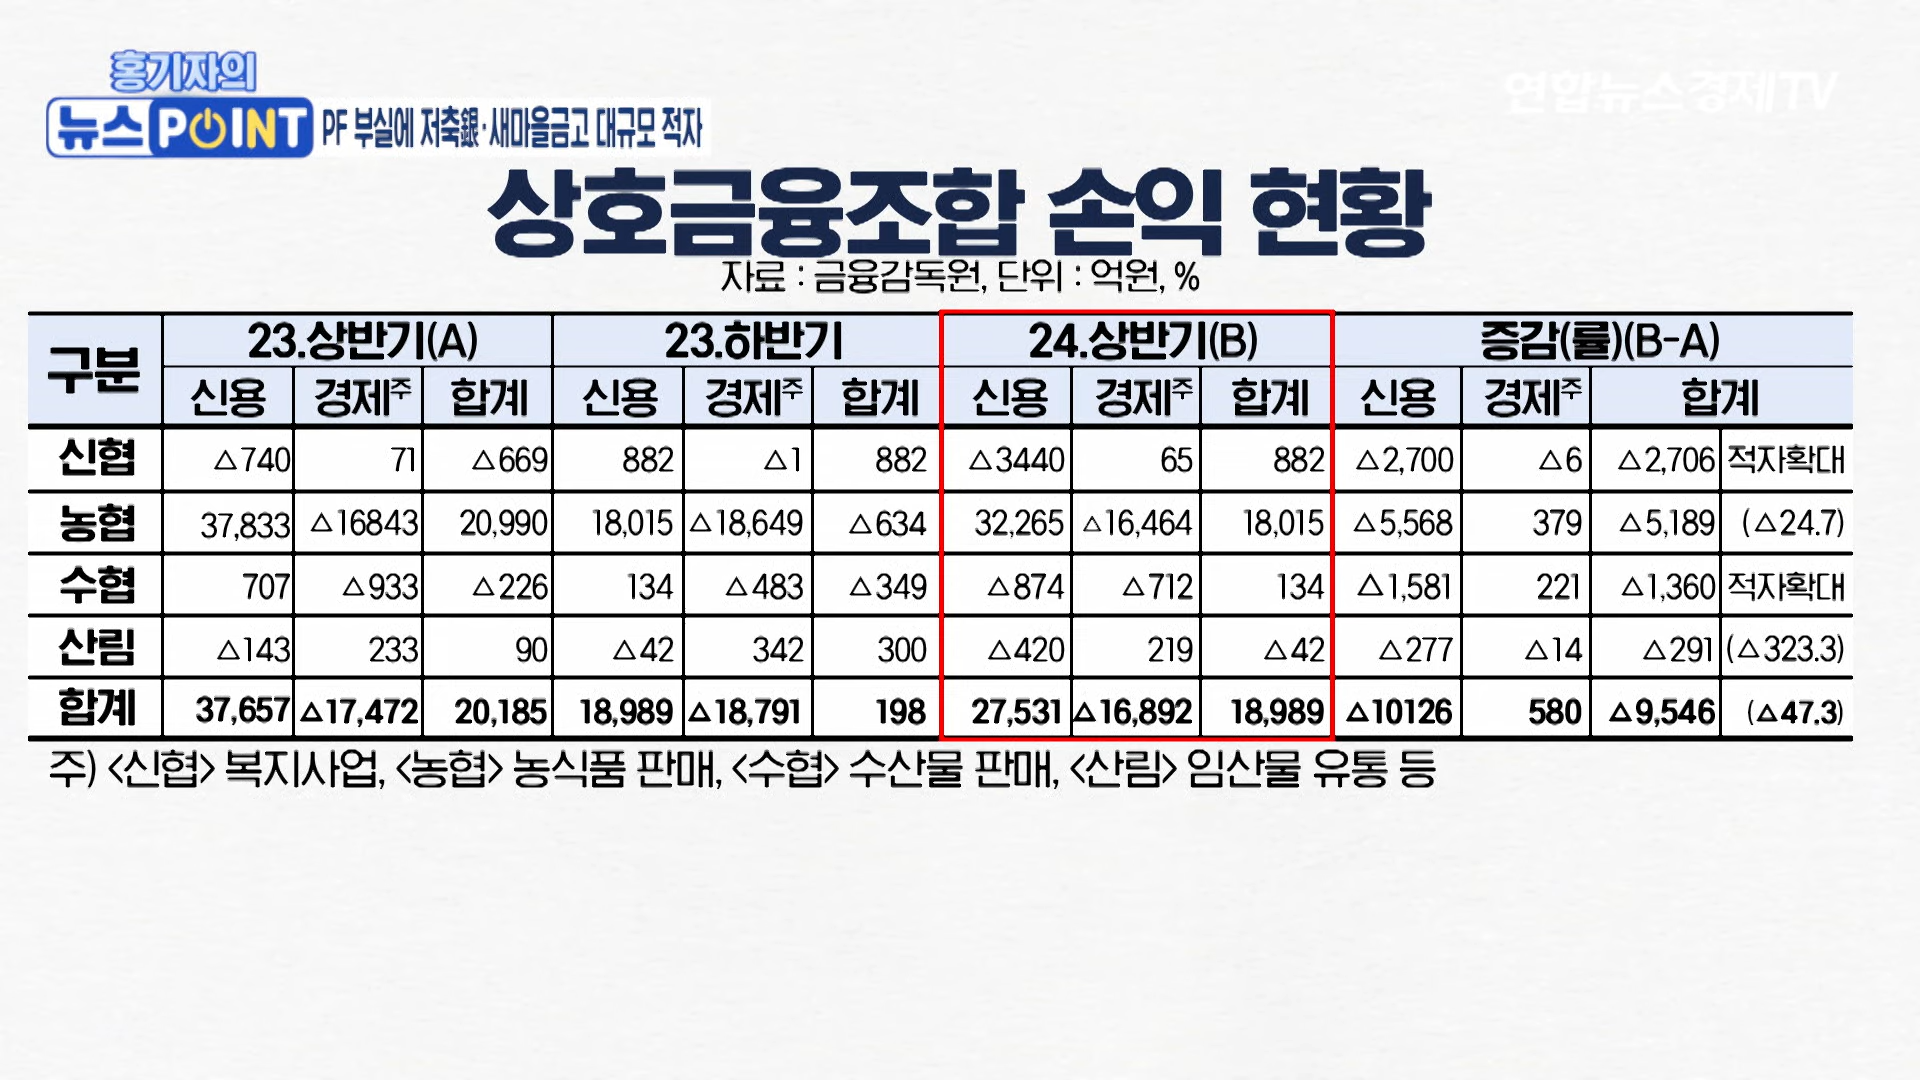 홍기자의
뉴스 POINT PF 부실에 저축銀·새마을금고 대규모 적자
연합뉴스경제TV
상호금융조합 손익 현황
자료 : 금융감독원, 단위 : 억원, %
구분 23.상반기(A) 23.하반기 24.상반기(B) 증감(률)(B-A)
신용 경제주 합계 신용 경제주 합계 신용 경제주 합계 신용 경제주 합계
신협 △740 71 △669 882 △1 882 △3440 65 882 △2,700 △6 △2,706 적자확대
농협 37,833 △16843 20,990 18,015 △18,649 △634 32,265 △16,464 18,015 △5,568 379 △5,189 (△24.7)
수협 707 △933 △226 134 △483 △349 △874 △712 134 △1,581 221 △1,360 적자확대
산림 △143 233 90 △42 342 300 △420 219 △42 △277 △14 △291 (△323.3)
합계 37,657 △17,472 20,185 18,989 △18,791 198 27,531 △16,892 18,989 △10126 580 △9,546 (△47.3)
주) <신협> 복지사업, <농협> 농식품 판매, <수협> 수산물 판매, <산림> 임산물 유통 등